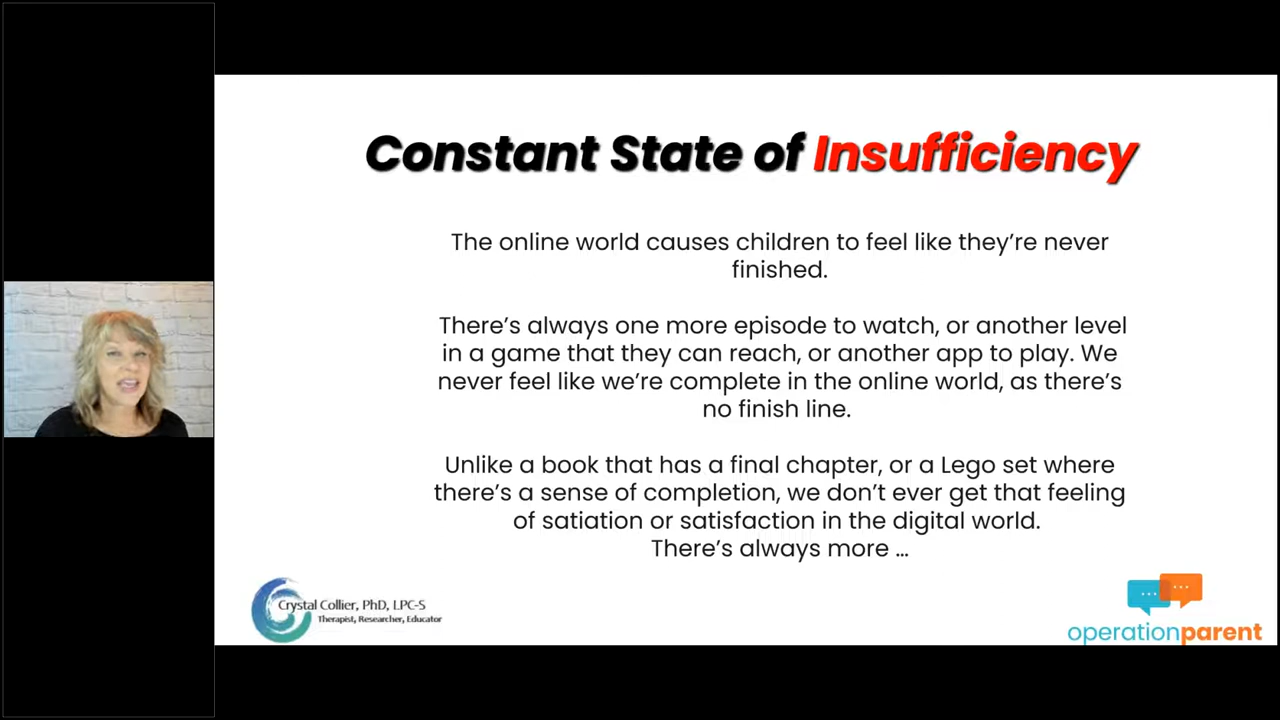 Constant State of Insufficiency
The online world causes children to feel like they’re never
finished.
There’s always one more episode to watch, or another level
in a game that they can reach, or another app to play. We
never feel like we’re complete in the online world, as there’s
no finish line.
Unlike a book that has a final chapter, or a Lego set where
there’s a sense of completion, we don’t ever get that feeling
of satiation or satisfaction in the digital world.
There’s always more ...
Crystal Collier, PhD, LPC-S
Therapist, Researcher, Educator
operationparent